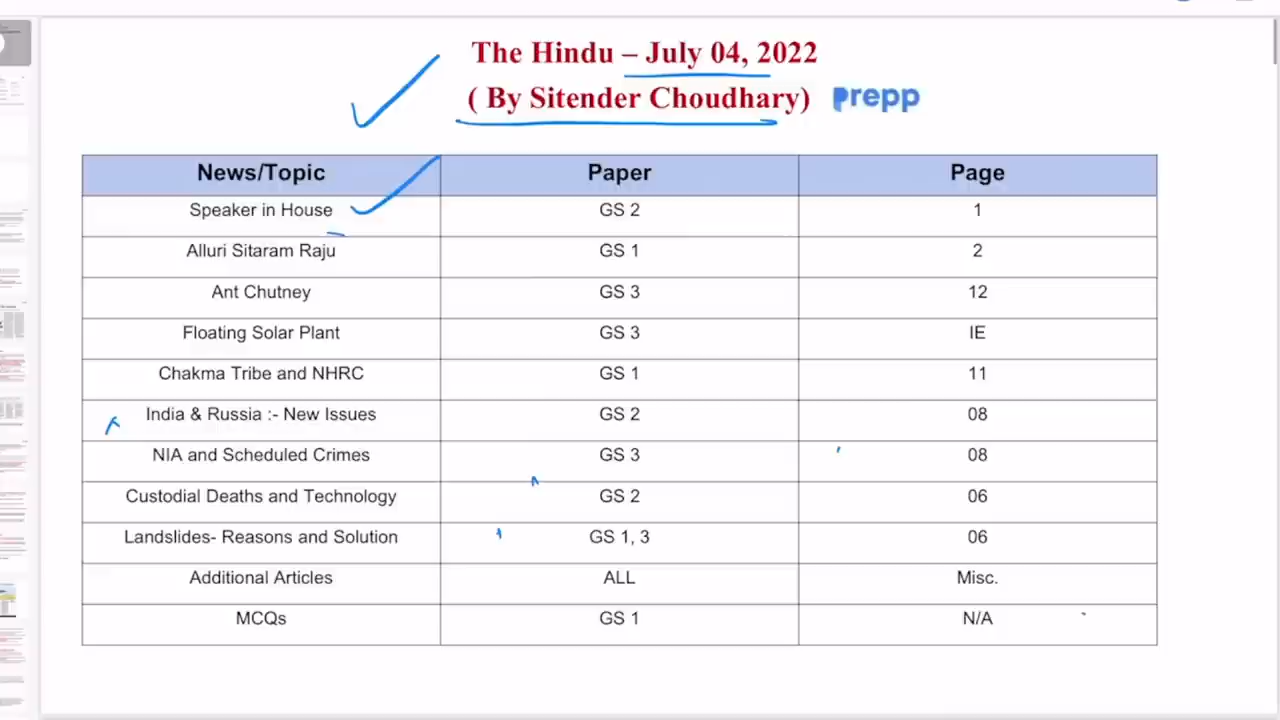 The Hindu – July 04, 2022
( By Sitender Choudhary) prepp
News/Topic Paper Page
Speaker in House GS 2 1
Alluri Sitaram Raju GS 1 2
Ant Chutney GS 3 12
Floating Solar Plant GS 3 IE
Chakma Tribe and NHRC GS 1 11
India & Russia :- New Issues GS 2 08
NIA and Scheduled Crimes GS 3 08
Custodial Deaths and Technology GS 2 06
Landslides- Reasons and Solution GS 1, 3 06
Additional Articles ALL Misc.
MCQs GS 1 N/A